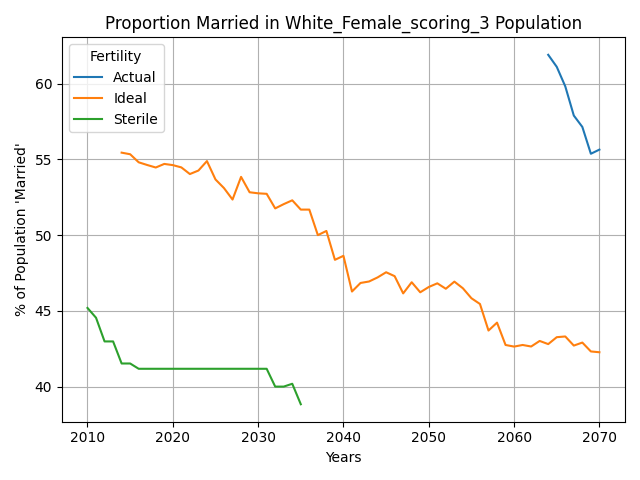 Proportion Married in White_Female_scoring_3 Population
Fertility
Actual
Ideal
Sterile
% of Population 'Married'
60
55
50
45
40
2010 2020 2030 2040 2050 2060 2070
Years